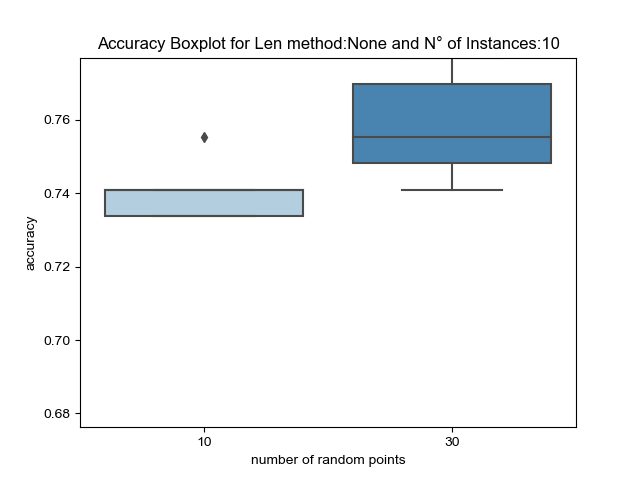 Accuracy Boxplot for Len method:None and N° of Instances:10
accuracy
0.76
0.74
0.72
0.70
0.68
10
30
number of random points